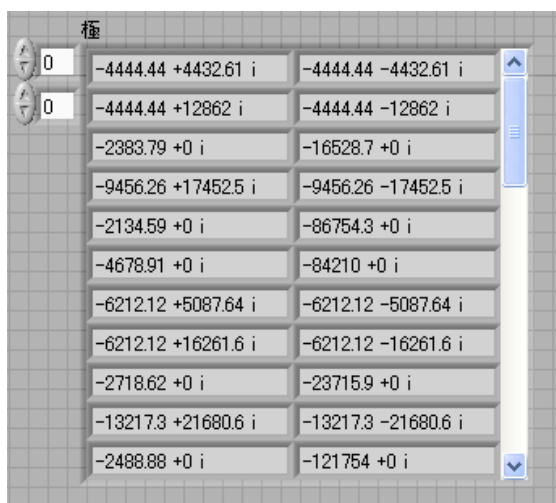 極
0 -4444.44 +4432.61 i -4444.44 -4432.61 i
0 -4444.44 +12862 i -4444.44 -12862 i
-2383.79 +0 i -16528.7 +0 i
-9456.26 +17452.5 i -9456.26 -17452.5 i
-2134.59 +0 i -86754.3 +0 i
-4678.91 +0 i -84210 +0 i
-6212.12 +5087.64 i -6212.12 -5087.64 i
-6212.12 +16261.6 i -6212.12 -16261.6 i
-2718.62 +0 i -23715.9 +0 i
-13217.3 +21680.6 i -13217.3 -21680.6 i
-2488.88 +0 i -121754 +0 i